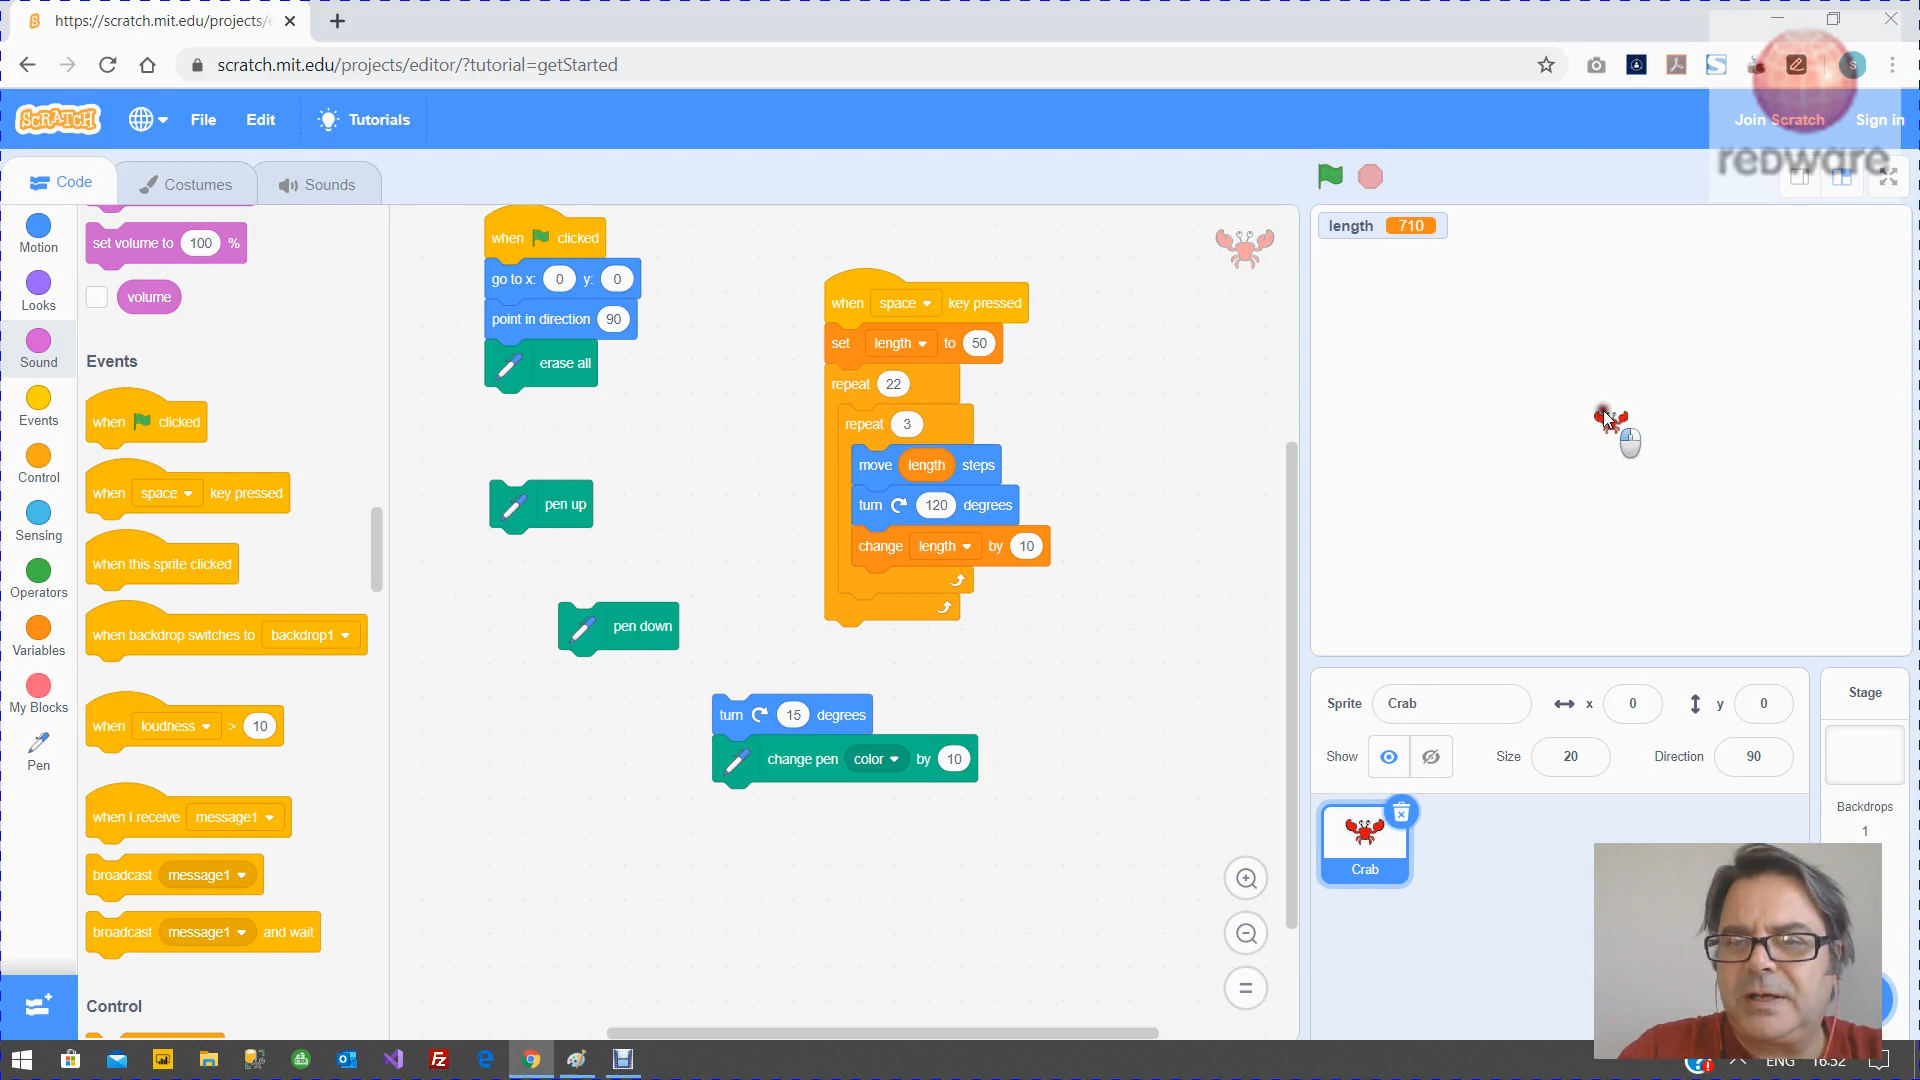 https://scratch.mit.edu/projects/e
scratch.mit.edu/projects/editor/?tutorial=getStarted
SCRATCH
File
Edit
Tutorials
Join Scratch
Sign in
redware
Code
Costumes
Sounds
Motion
Looks
Sound
Events
Control
Sensing
Operators
Variables
My Blocks
Pen
set volume to 100 %
volume
Events
when clicked
when space key pressed
when this sprite clicked
when backdrop switches to backdrop1
when loudness > 10
when I receive message1
broadcast message1
broadcast message1 and wait
Control
when clicked
go to x: 0 y: 0
point in direction 90
erase all
pen up
pen down
when space key pressed
set length to 50
repeat 22
repeat 3
move length steps
turn 120 degrees
change length by 10
turn 15 degrees
change pen color by 10
length 710
Sprite Crab x 0 y 0
Show Size 20 Direction 90
Crab
Stage
Backdrops
1
ENG 16:52